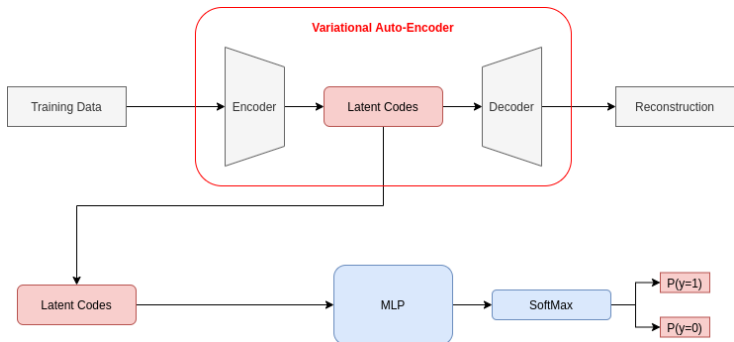 Variational Auto-Encoder
Training Data
Encoder
Latent Codes
Decoder
Reconstruction
Latent Codes
MLP
SoftMax
P(y=1)
P(y=0)